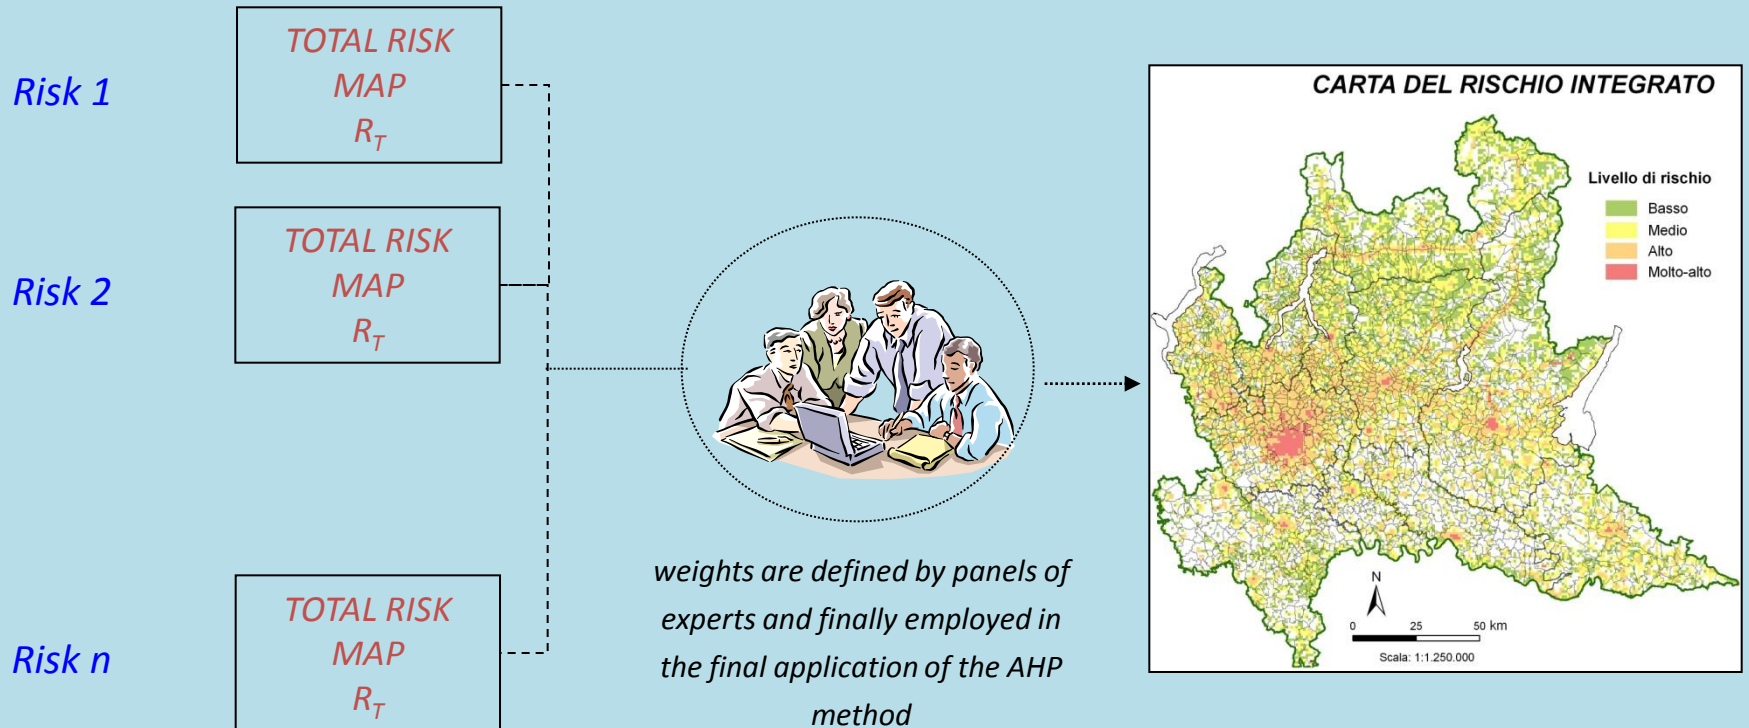 Risk 1
TOTAL RISK
MAP
R_T
Risk 2
TOTAL RISK
MAP
R_T
Risk n
TOTAL RISK
MAP
R_T
weights are defined by panels of
experts and finally employed in
the final application of the AHP
method
CARTA DEL RISCHIO INTEGRATO
Livello di rischio
Basso
Medio
Alto
Molto-alto
N
0 25 50 km
Scala: 1:1.250.000